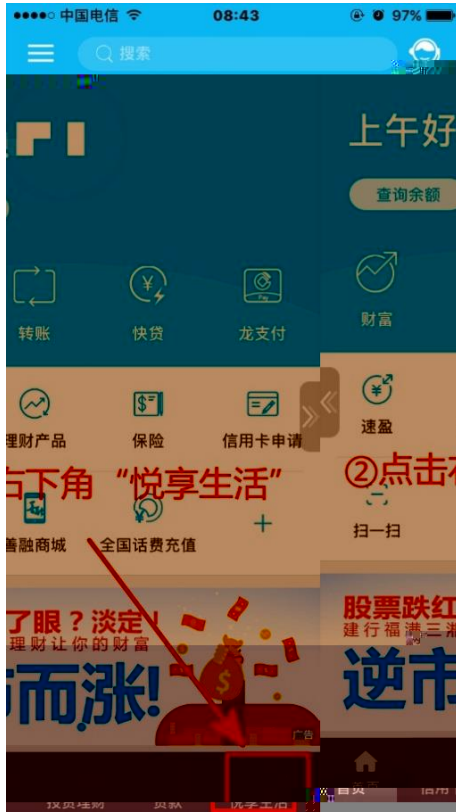 中国电信 08:43 97%
搜索
上午好
查询余额
转账 快贷 龙支付 财富
理财产品 保险 信用卡申请 速盈
右下角“悦享生活” ②点击右
善融商城 全国话费充值 扫一扫
了眼？淡定！ 股票跌红
理财让你的财富 建行福满三
而涨! 逆市
广告
首页
投资理财 贷款 悦享生活 首页 信用